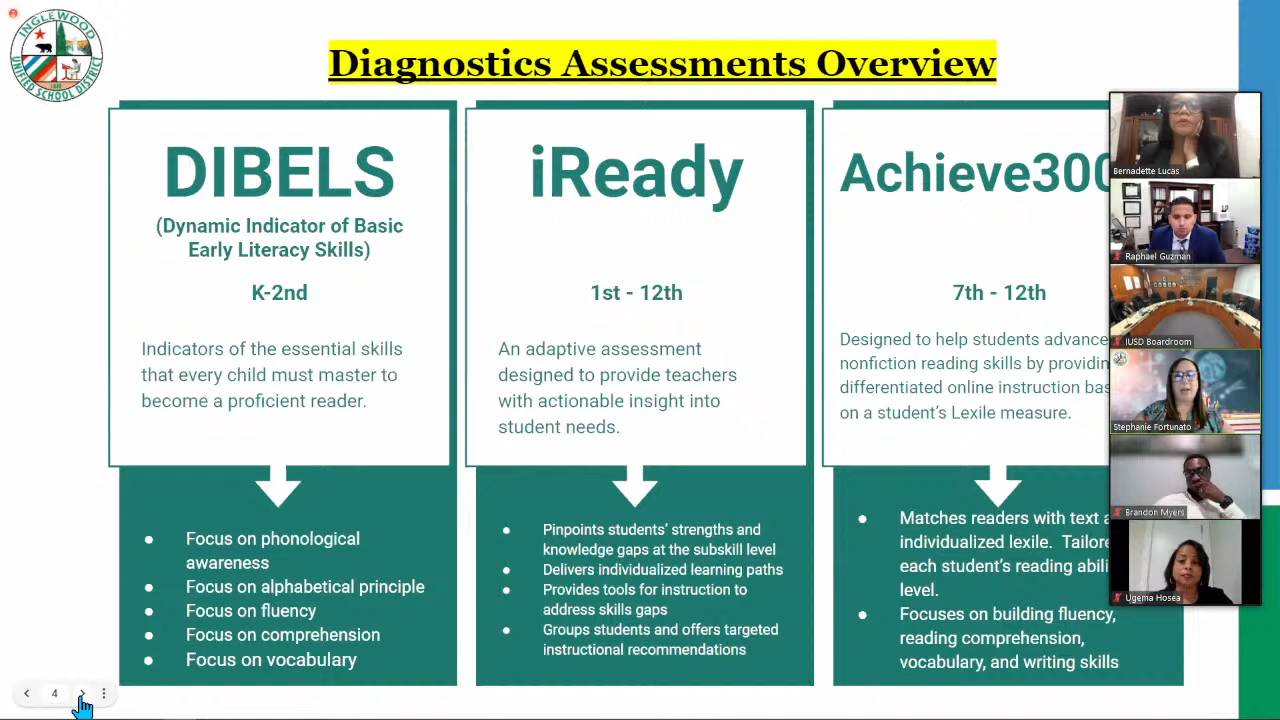 INGLEWOOD
UNIFIED SCHOOL DISTRICT
Diagnostics Assessments Overview
DIBELS
(Dynamic Indicator of Basic
Early Literacy Skills)
K-2nd
Indicators of the essential skills
that every child must master to
become a proficient reader.
● Focus on phonological
awareness
● Focus on alphabetical principle
● Focus on fluency
● Focus on comprehension
● Focus on vocabulary
iReady
1st - 12th
An adaptive assessment
designed to provide teachers
with actionable insight into
student needs.
● Pinpoints students’ strengths and
knowledge gaps at the subskill level
● Delivers individualized learning paths
● Provides tools for instruction to
address skills gaps
● Groups students and offers targeted
instructional recommendations
Achieve300
7th - 12th
Designed to help students advance
nonfiction reading skills by
differentiated online instruction
on a student’s Lexile measure.
● Matches readers with text
individualized lexile.
each student’s reading
level.
● Focuses on building fluency,
reading comprehension,
vocabulary, and writing skills
Bernadette Lucas
Raphael Guzman
IUSD Boardroom
Stephanie Fortunato
Brandon Myers
Ugema Hosea
4